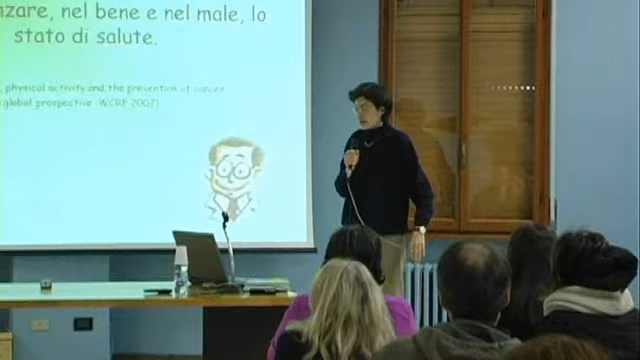 nzare, nel bene e nel male, lo
stato di salute.
, physical activity and the prevention of cancer
global prospective WCRF 2007)